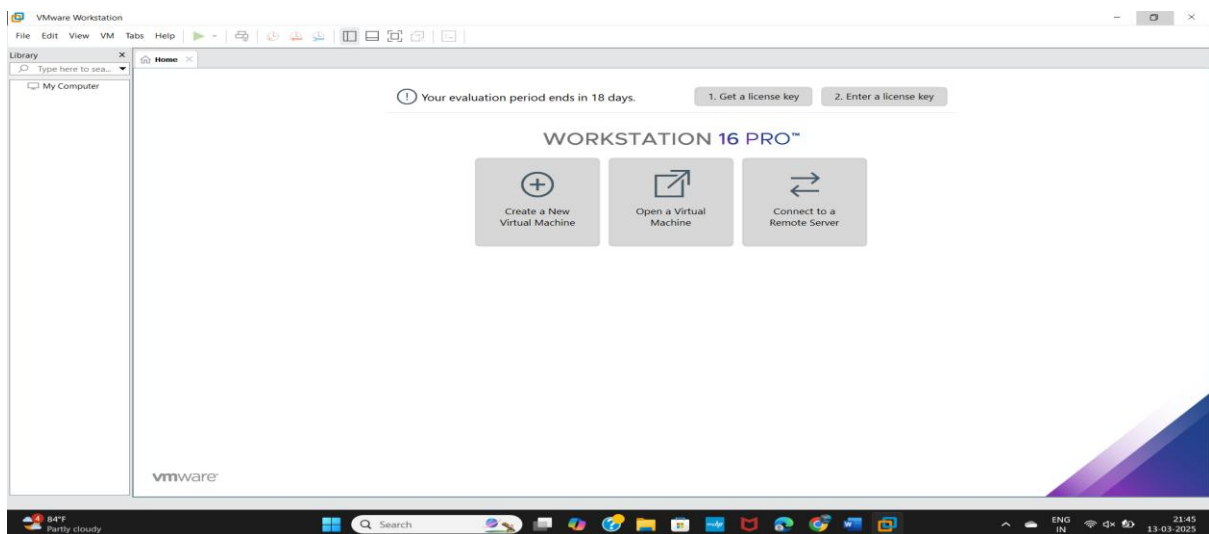 VMware Workstation
File Edit View VM Tabs Help
Library
Type here to sea...
Home
My Computer
Your evaluation period ends in 18 days.
1. Get a license key
2. Enter a license key
WORKSTATION 16 PRO™
Create a New
Virtual Machine
Open a Virtual
Machine
Connect to a
Remote Server
vmware
4
84°F
Partly cloudy
Search
ENG
IN
21:45
13-03-2025